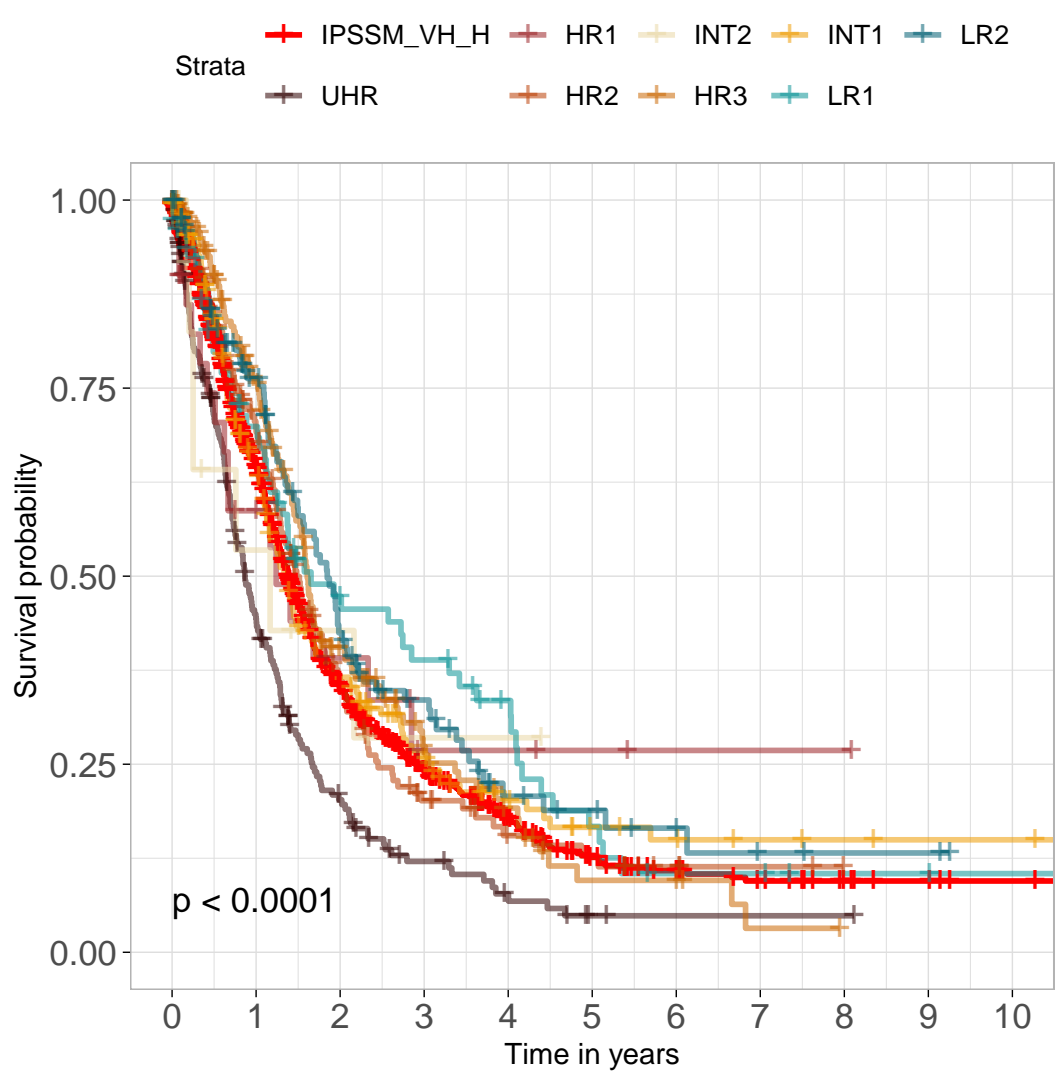 IPSSM_VH_H HR1 INT2 INT1 LR2
Strata
UHR HR2 HR3 LR1
1.00
0.75
0.50
0.25
0.00
Survival probability
p < 0.0001
0 1 2 3 4 5 6 7 8 9 10
Time in years